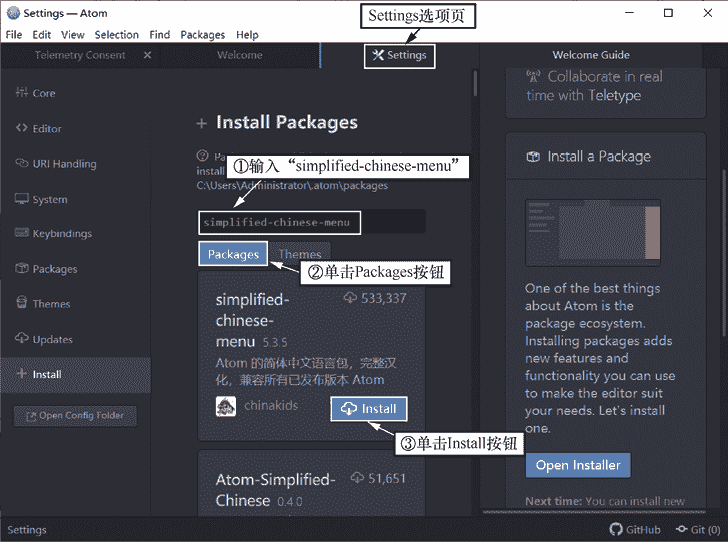 Settings — Atom
File Edit View Selection Find Packages Help
Settings选项页
Telemetry Consent
Welcome
Settings
Welcome Guide
Core
Editor
URI Handling
System
Keybindings
Packages
Themes
Updates
Install
Open Config Folder
Install Packages
①输入“simplified-chinese-menu”
install
C:\Users\Administrator\.atom\packages
simplified-chinese-menu
Packages
Themes
②单击Packages按钮
simplified-
chinese-
menu 5.3.5
533,337
Atom 的简体中文语言包，完整汉
化，兼容所有已发布版本 Atom
chinakids
Install
③单击Install按钮
Atom-Simplified-
Chinese 0.4.0
51,651
Collaborate in real
time with Teletype
Install a Package
One of the best things
about Atom is the
package ecosystem.
Installing packages adds
new features and
functionality you can use
to make the editor suit
your needs. Let's install
one.
Open Installer
Next time: You can install new
Settings
GitHub
Git (0)